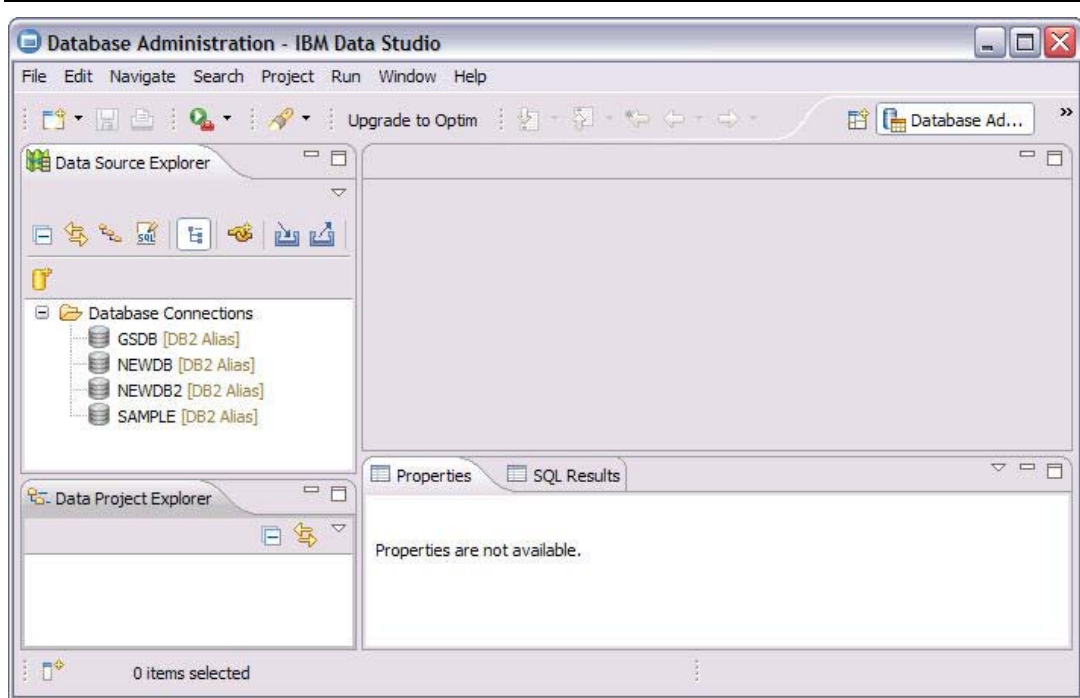 Database Administration - IBM Data Studio
File Edit Navigate Search Project Run Window Help
Upgrade to Optim
Database Ad...
Data Source Explorer
SQL
Database Connections
GSDB [DB2 Alias]
NEWDB [DB2 Alias]
NEWDB2 [DB2 Alias]
SAMPLE [DB2 Alias]
Properties
SQL Results
Data Project Explorer
Properties are not available.
0 items selected